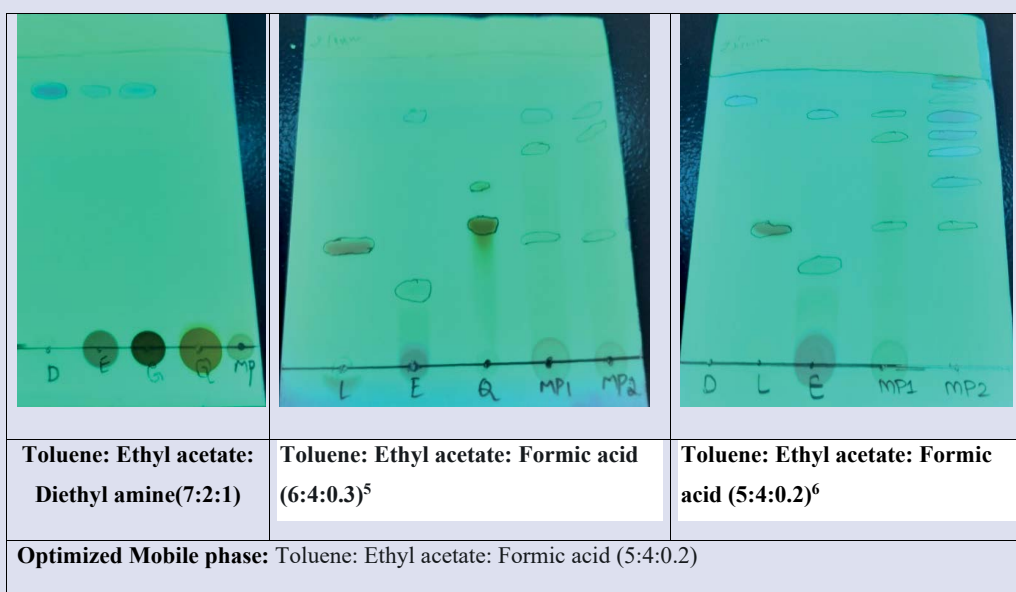 D E G Q MP
L E Q MP1 MP2
D L E MP1 MP2
Toluene: Ethyl acetate:
Diethyl amine(7:2:1)
Toluene: Ethyl acetate: Formic acid
(6:4:0.3)⁵
Toluene: Ethyl acetate: Formic
acid (5:4:0.2)⁶
Optimized Mobile phase: Toluene: Ethyl acetate: Formic acid (5:4:0.2)